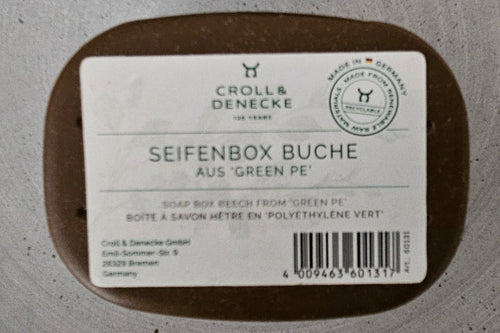 CROLL &
DENECKE
125 YEARS
MADE IN GERMANY
MADE FROM RENEWABLE RAW MATERIALS
RECYCLABLE
SEIFENBOX BUCHE
AUS 'GREEN PE'
SOAP BOX BEECH FROM 'GREEN PE'
BOÎTE À SAVON HÊTRE EN 'POLYÉTHYLÈNE VERT'
Croll & Denecke GmbH
Emil-Sommer-Str. 9
28329 Bremen
Germany
4 009463 601317
Art. 60131